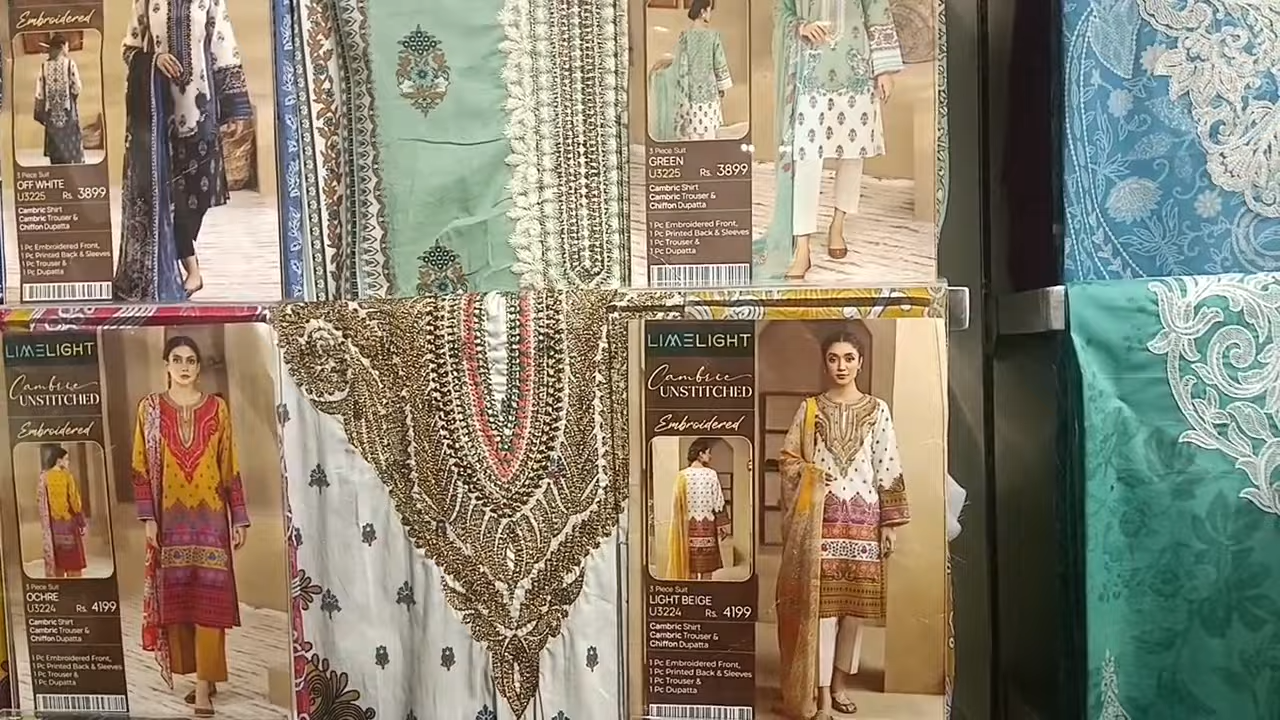 Embroidered
3 Piece Suit
OFF WHITE
U3225 Rs. 3899
Cambric Shirt
Cambric Trouser &
Chiffon Dupatta
1 Pc Embroidered Front,
1 Pc Printed Back & Sleeves
1 Pc Trouser &
1 Pc Dupatta
3 Piece Suit
GREEN
U3225 Rs. 3899
Cambric Shirt
Cambric Trouser &
Chiffon Dupatta
1 Pc Embroidered Front,
1 Pc Printed Back & Sleeves
1 Pc Trouser &
1 Pc Dupatta
LIMELIGHT
Cambric
UNSTITCHED
Embroidered
3 Piece Suit
OCHRE
U3224 Rs. 4199
Cambric Shirt
Cambric Trouser &
Chiffon Dupatta
1 Pc Embroidered Front,
1 Pc Printed Back & Sleeves
1 Pc Trouser &
1 Pc Dupatta
LIMELIGHT
Cambric
UNSTITCHED
Embroidered
3 Piece Suit
LIGHT BEIGE
U3224 Rs. 4199
Cambric Shirt
Cambric Trouser &
Chiffon Dupatta
1 Pc Embroidered Front,
1 Pc Printed Back & Sleeves
1 Pc Trouser &
1 Pc Dupatta